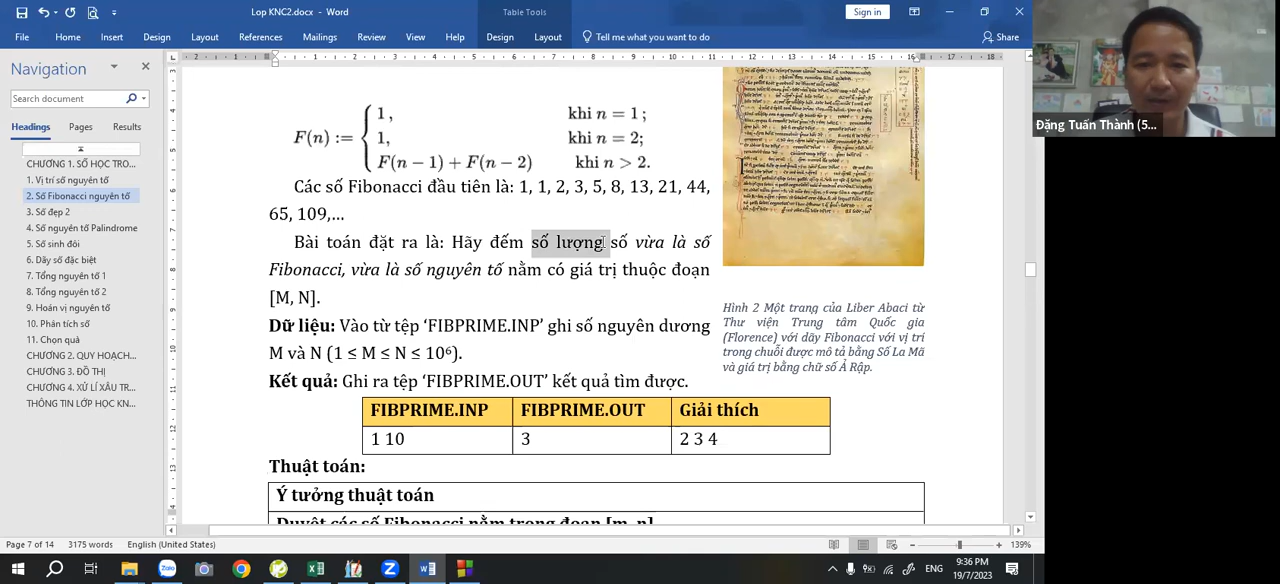 Lop KNC2.docx - Word
Table Tools
Sign in
File Home Insert Design Layout References Mailings Review View Help Design Layout Tell me what you want to do Share
Navigation
Search document
Headings Pages Results
CHƯƠNG 1. SỐ HỌC TRO...
1. Vị trí số nguyên tố
2. Số Fibonacci nguyên tố
3. Số đẹp 2
4. Số nguyên tố Palindrome
5. Số sinh đôi
6. Dãy số đặc biệt
7. Tổng nguyên tố 1
8. Tổng nguyên tố 2
9. Hoán vị nguyên tố
10. Phân tích số
11. Chọn quà
CHƯƠNG 2. QUY HOẠCH...
CHƯƠNG 3. ĐỒ THỊ
CHƯƠNG 4. XỬ LÍ XÂU TR...
THÔNG TIN LỚP HỌC KN...
1, khi n = 1;
F(n) := { 1, khi n = 2;
F(n − 1) + F(n − 2) khi n > 2.
Các số Fibonacci đầu tiên là: 1, 1, 2, 3, 5, 8, 13, 21, 44,
65, 109,...
Bài toán đặt ra là: Hãy đếm số lượng số vừa là số
Fibonacci, vừa là số nguyên tố nằm có giá trị thuộc đoạn
[M, N].
Dữ liệu: Vào từ tệp ‘FIBPRIME.INP’ ghi số nguyên dương
M và N (1 ≤ M ≤ N ≤ 10⁶).
Kết quả: Ghi ra tệp ‘FIBPRIME.OUT’ kết quả tìm được.
Hình 2 Một trang của Liber Abaci từ
Thư viện Trung tâm Quốc gia
(Florence) với dãy Fibonacci với vị trí
trong chuỗi được mô tả bằng Số La Mã
và giá trị bằng chữ số Ả Rập.
FIBPRIME.INP FIBPRIME.OUT Giải thích
1 10 3 2 3 4
Thuật toán:
Ý tưởng thuật toán
Duyệt các số Fibonacci nằm trong đoạn [m, n]
Đặng Tuấn Thành (5...
Page 7 of 14 3175 words English (United States) 139%
ENG
9:36 PM
19/7/2023